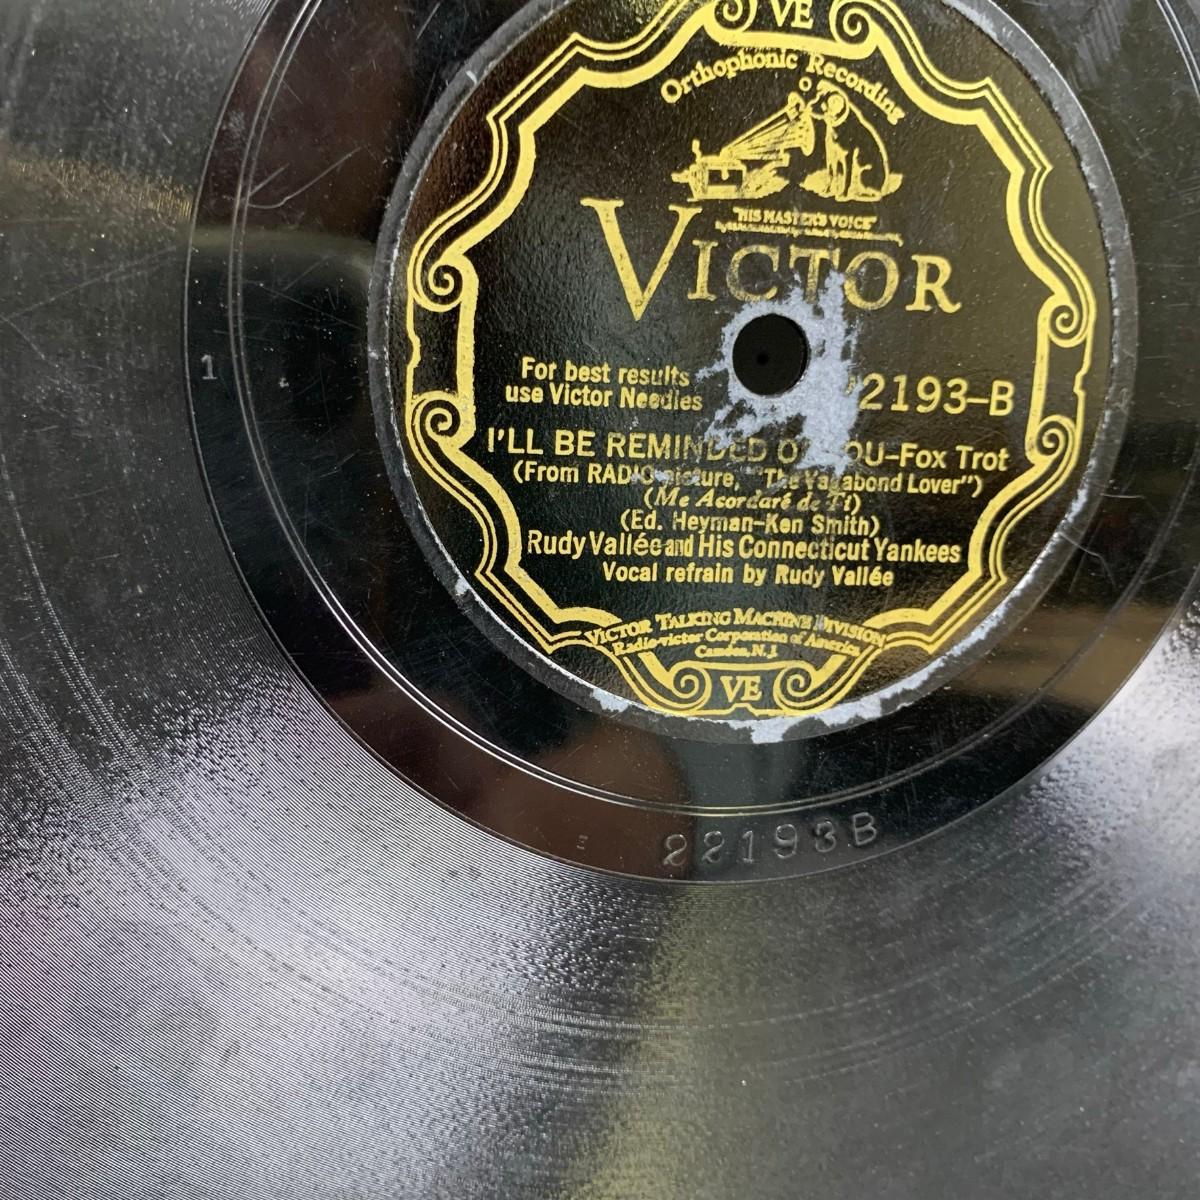 VE
Orthophonic Recording
"HIS MASTER'S VOICE"
VICTOR
For best results
use Victor Needles
2193-B
I'LL BE REMINDED O OU-Fox Trot
(From RADIO picture, "The Vagabond Lover")
(Me Acordaré de Ti)
(Ed. Heyman-Ken Smith)
Rudy Vallée and His Connecticut Yankees
Vocal refrain by Rudy Vallée
VICTOR TALKING MACHINE DIVISION
Radio-Victor Corporation of America
Camden, N.J.
VE
1
22193B